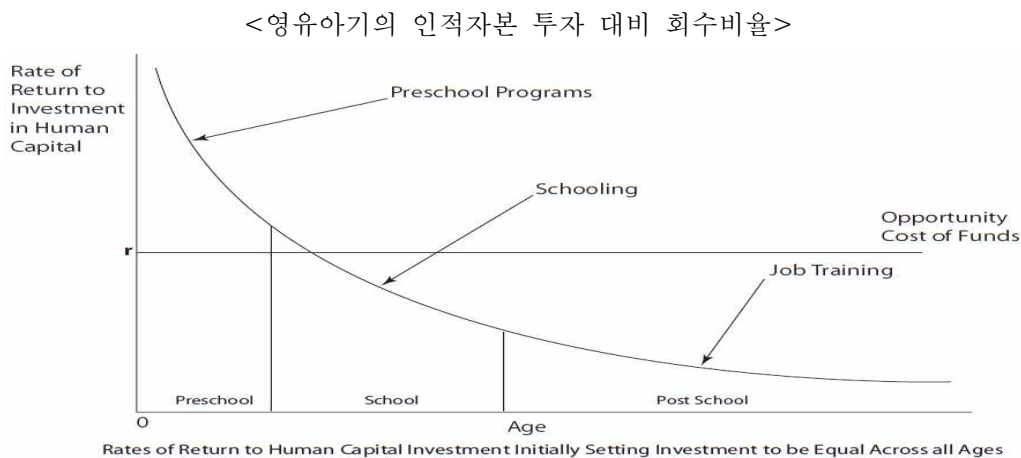 <영유아기의 인적자본 투자 대비 회수비율>
Rate of
Return to
Investment
in Human
Capital
Preschool Programs
Schooling
Opportunity
Cost of Funds
r
Job Training
Preschool
School
Post School
0
Age
Rates of Return to Human Capital Investment Initially Setting Investment to be Equal Across all Ages